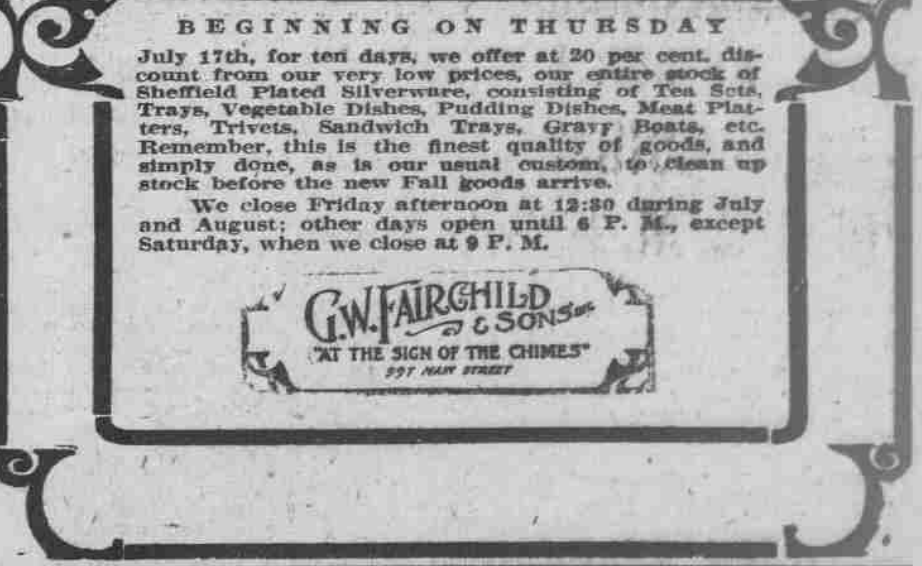 BEGINNING ON THURSDAY
July 17th, for ten days, we offer at 20 per cent. dis-
count from our very low prices, our entire stock of
Sheffield Plated Silverware, consisting of Tea Sets,
Trays, Vegetable Dishes, Pudding Dishes, Meat Plat-
ters, Trivets, Sandwich Trays, Gravy Boats, etc.
Remember, this is the finest quality of goods, and
simply done, as is our usual custom, to clean up
stock before the new Fall goods arrive.
We close Friday afternoon at 12:30 during July
and August; other days open until 6 P. M., except
Saturday, when we close at 9 P. M.
G.W. FAIRCHILD
& SONS INC.
"AT THE SIGN OF THE CHIMES"
997 MAIN STREET